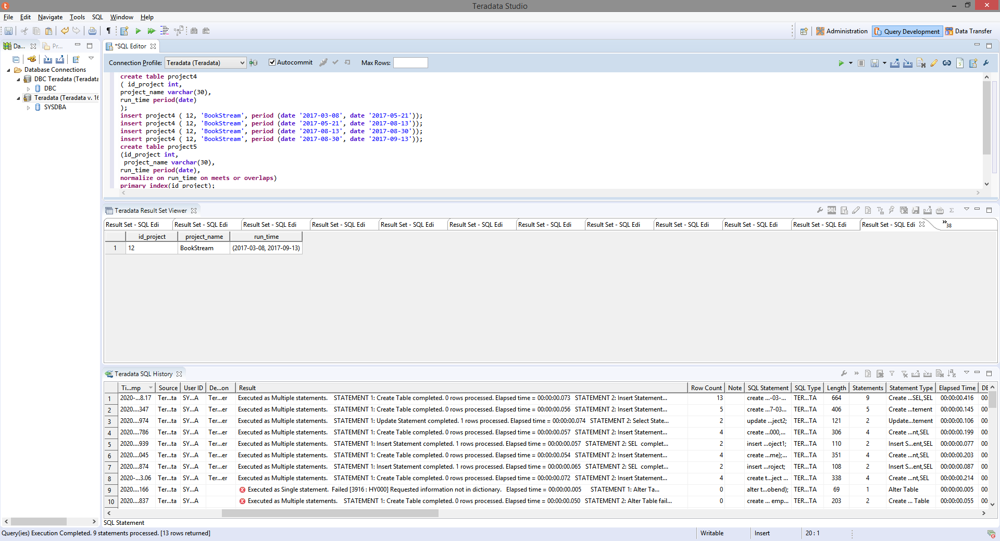 Teradata Studio
File Edit Navigate Tools SQL Window Help
Administration Query Development Data Transfer
Da... Pr...
Database Connections
DBC Teradata (Teradata
DBC
Teradata (Teradata v. 16
SYSDBA
*SQL Editor
Connection Profile: Teradata (Teradata) Autocommit Max Rows:
create table project4
( id_project int,
project_name varchar(30),
run_time period(date)
);
insert project4 ( 12, 'BookStream', period (date '2017-03-08', date '2017-05-21'));
insert project4 ( 12, 'BookStream', period (date '2017-05-21', date '2017-08-13'));
insert project4 ( 12, 'BookStream', period (date '2017-08-13', date '2017-08-30'));
insert project4 ( 12, 'BookStream', period (date '2017-08-30', date '2017-09-13'));
create table project5
(id_project int,
project_name varchar(30),
run_time period(date),
normalize on run_time on meets or overlaps)
primary index(id_project);
Teradata Result Set Viewer
Result Set - SQL Edi Result Set - SQL Edi Result Set - SQL Edi Result Set - SQL Edi Result Set - SQL Edi Result Set - SQL Edi Result Set - SQL Edi Result Set - SQL Edi Result Set - SQL Edi Result Set - SQL Edi Result Set - SQL Edi Result Set - SQL Edi »38
id_project project_name run_time
1 12 BookStream (2017-03-08, 2017-09-13)
Teradata SQL History
Ti...mp Source User ID De...on Result Row Count Note SQL Statement SQL Type Length Statements Statement Type Elapsed Time DE
1 2020-...8.17 Ter...ta SY...A Ter...er Executed as Multiple statements. STATEMENT 1: Create Table completed. 0 rows processed. Elapsed time = 00:00:00.073 STATEMENT 2: Insert Statement... 13 create ...-03-... TER...TA 664 9 Create ...SEL,SEL 00:00:00.416 00:
2 2020....347 Ter...ta SY...A Ter...er Executed as Multiple statements. STATEMENT 1: Create Table completed. 0 rows processed. Elapsed time = 00:00:00.056 STATEMENT 2: Insert Statement... 5 create ...7-03... TER...TA 406 5 Create ...tement 00:00:00.145 00:
3 2020....974 Ter...ta SY...A Ter...er Executed as Multiple statements. STATEMENT 1: Update Statement completed. 1 rows processed. Elapsed time = 00:00:00.074 STATEMENT 2: Select State... 2 update ...ject2; TER...TA 121 2 Update...tement 00:00:00.106 00:
4 2020....786 Ter...ta SY...A Ter...er Executed as Multiple statements. STATEMENT 1: Create Table completed. 0 rows processed. Elapsed time = 00:00:00.057 STATEMENT 2: Insert Statement... 4 create ...000,... TER...TA 306 4 Create ...nt,SEL 00:00:00.199 00:
5 2020....939 Ter...ta SY...A Ter...er Executed as Multiple statements. STATEMENT 1: Insert Statement completed. 1 rows processed. Elapsed time = 00:00:00.057 STATEMENT 2: SEL complet... 2 insert ...oject1; TER...TA 110 2 Insert S...ent,SEL 00:00:00.077 00:
6 2020....045 Ter...ta SY...A Ter...er Executed as Multiple statements. STATEMENT 1: Create Table completed. 0 rows processed. Elapsed time = 00:00:00.054 STATEMENT 2: Insert Statement... 4 create ...me);... TER...TA 351 4 Create ...nt,SEL 00:00:00.203 00:
7 2020....874 Ter...ta SY...A Ter...er Executed as Multiple statements. STATEMENT 1: Insert Statement completed. 1 rows processed. Elapsed time = 00:00:00.065 STATEMENT 2: SEL complet... 2 insert ...roject; TER...TA 108 2 Insert S...ent,SEL 00:00:00.087 00:
8 2020-...3.06 Ter...ta SY...A Ter...er Executed as Multiple statements. STATEMENT 1: Create Table completed. 0 rows processed. Elapsed time = 00:00:00.072 STATEMENT 2: Insert Statement... 4 create t...ject ... TER...TA 338 4 Create ...nt,SEL 00:00:00.214 00:
9 2020....166 Ter...ta SY...A Executed as Single statement. Failed [3916 : HY000] Requested information not in dictionary. Elapsed time = 00:00:00.005 STATEMENT 1: Alter Ta... 0 alter t...obend); TER...TA 69 1 Alter Table 00:00:00.005 00:
10 2020....837 Ter...ta SY...A Executed as Multiple statements. STATEMENT 1: Create Table completed. 0 rows processed. Elapsed time = 00:00:00.050 STATEMENT 2: Alter Table fail... 0 create ... emp... TER...TA 203 2 Create ... Table 00:00:00.055 00:
SQL Statement
Query(ies) Execution Completed. 9 statements processed. [13 rows returned] Writable Insert 20 : 1